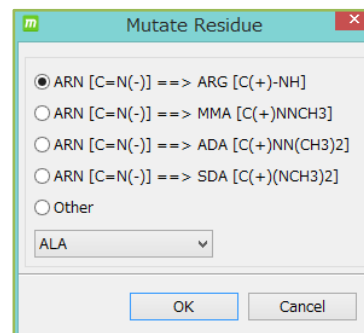 Mutate Residue
ARN [C=N(-)] ==> ARG [C(+)-NH]
ARN [C=N(-)] ==> MMA [C(+)NNCH3]
ARN [C=N(-)] ==> ADA [C(+)NN(CH3)2]
ARN [C=N(-)] ==> SDA [C(+)(NCH3)2]
Other
ALA
OK Cancel